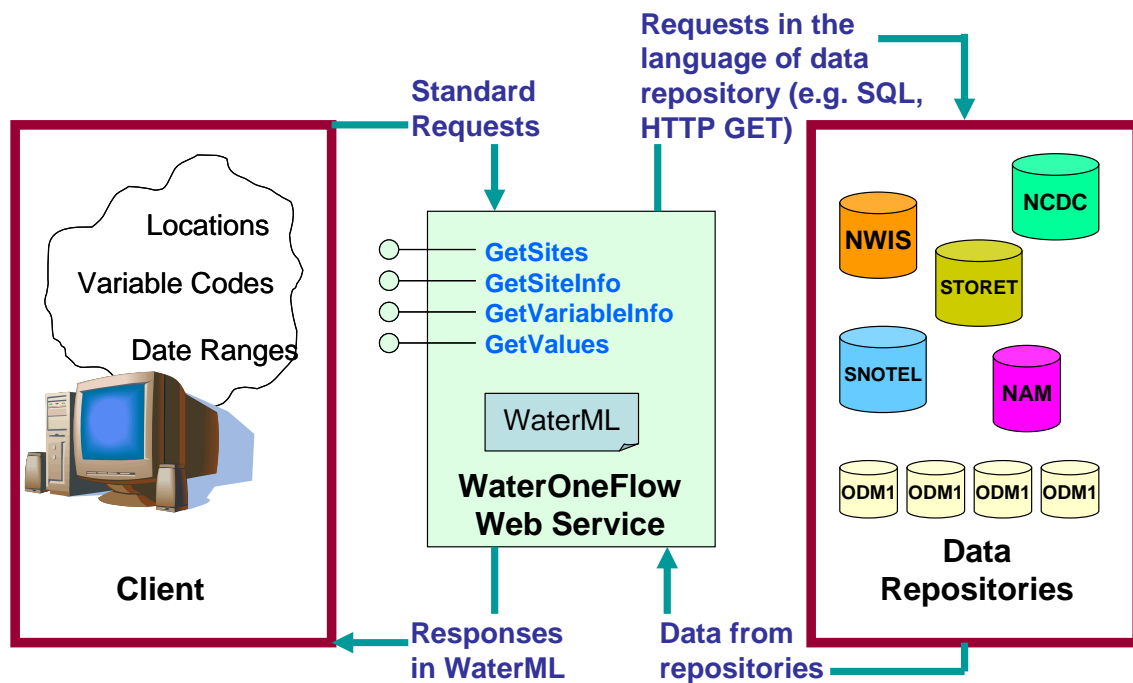 Standard
Requests
Requests in the
language of data
repository (e.g. SQL,
HTTP GET)
Locations
Variable Codes
Date Ranges
Client
GetSites
GetSiteInfo
GetVariableInfo
GetValues
WaterML
WaterOneFlow
Web Service
NCDC
NWIS
STORET
SNOTEL
NAM
ODM1
ODM1
ODM1
ODM1
Data
Repositories
Responses
in WaterML
Data from
repositories